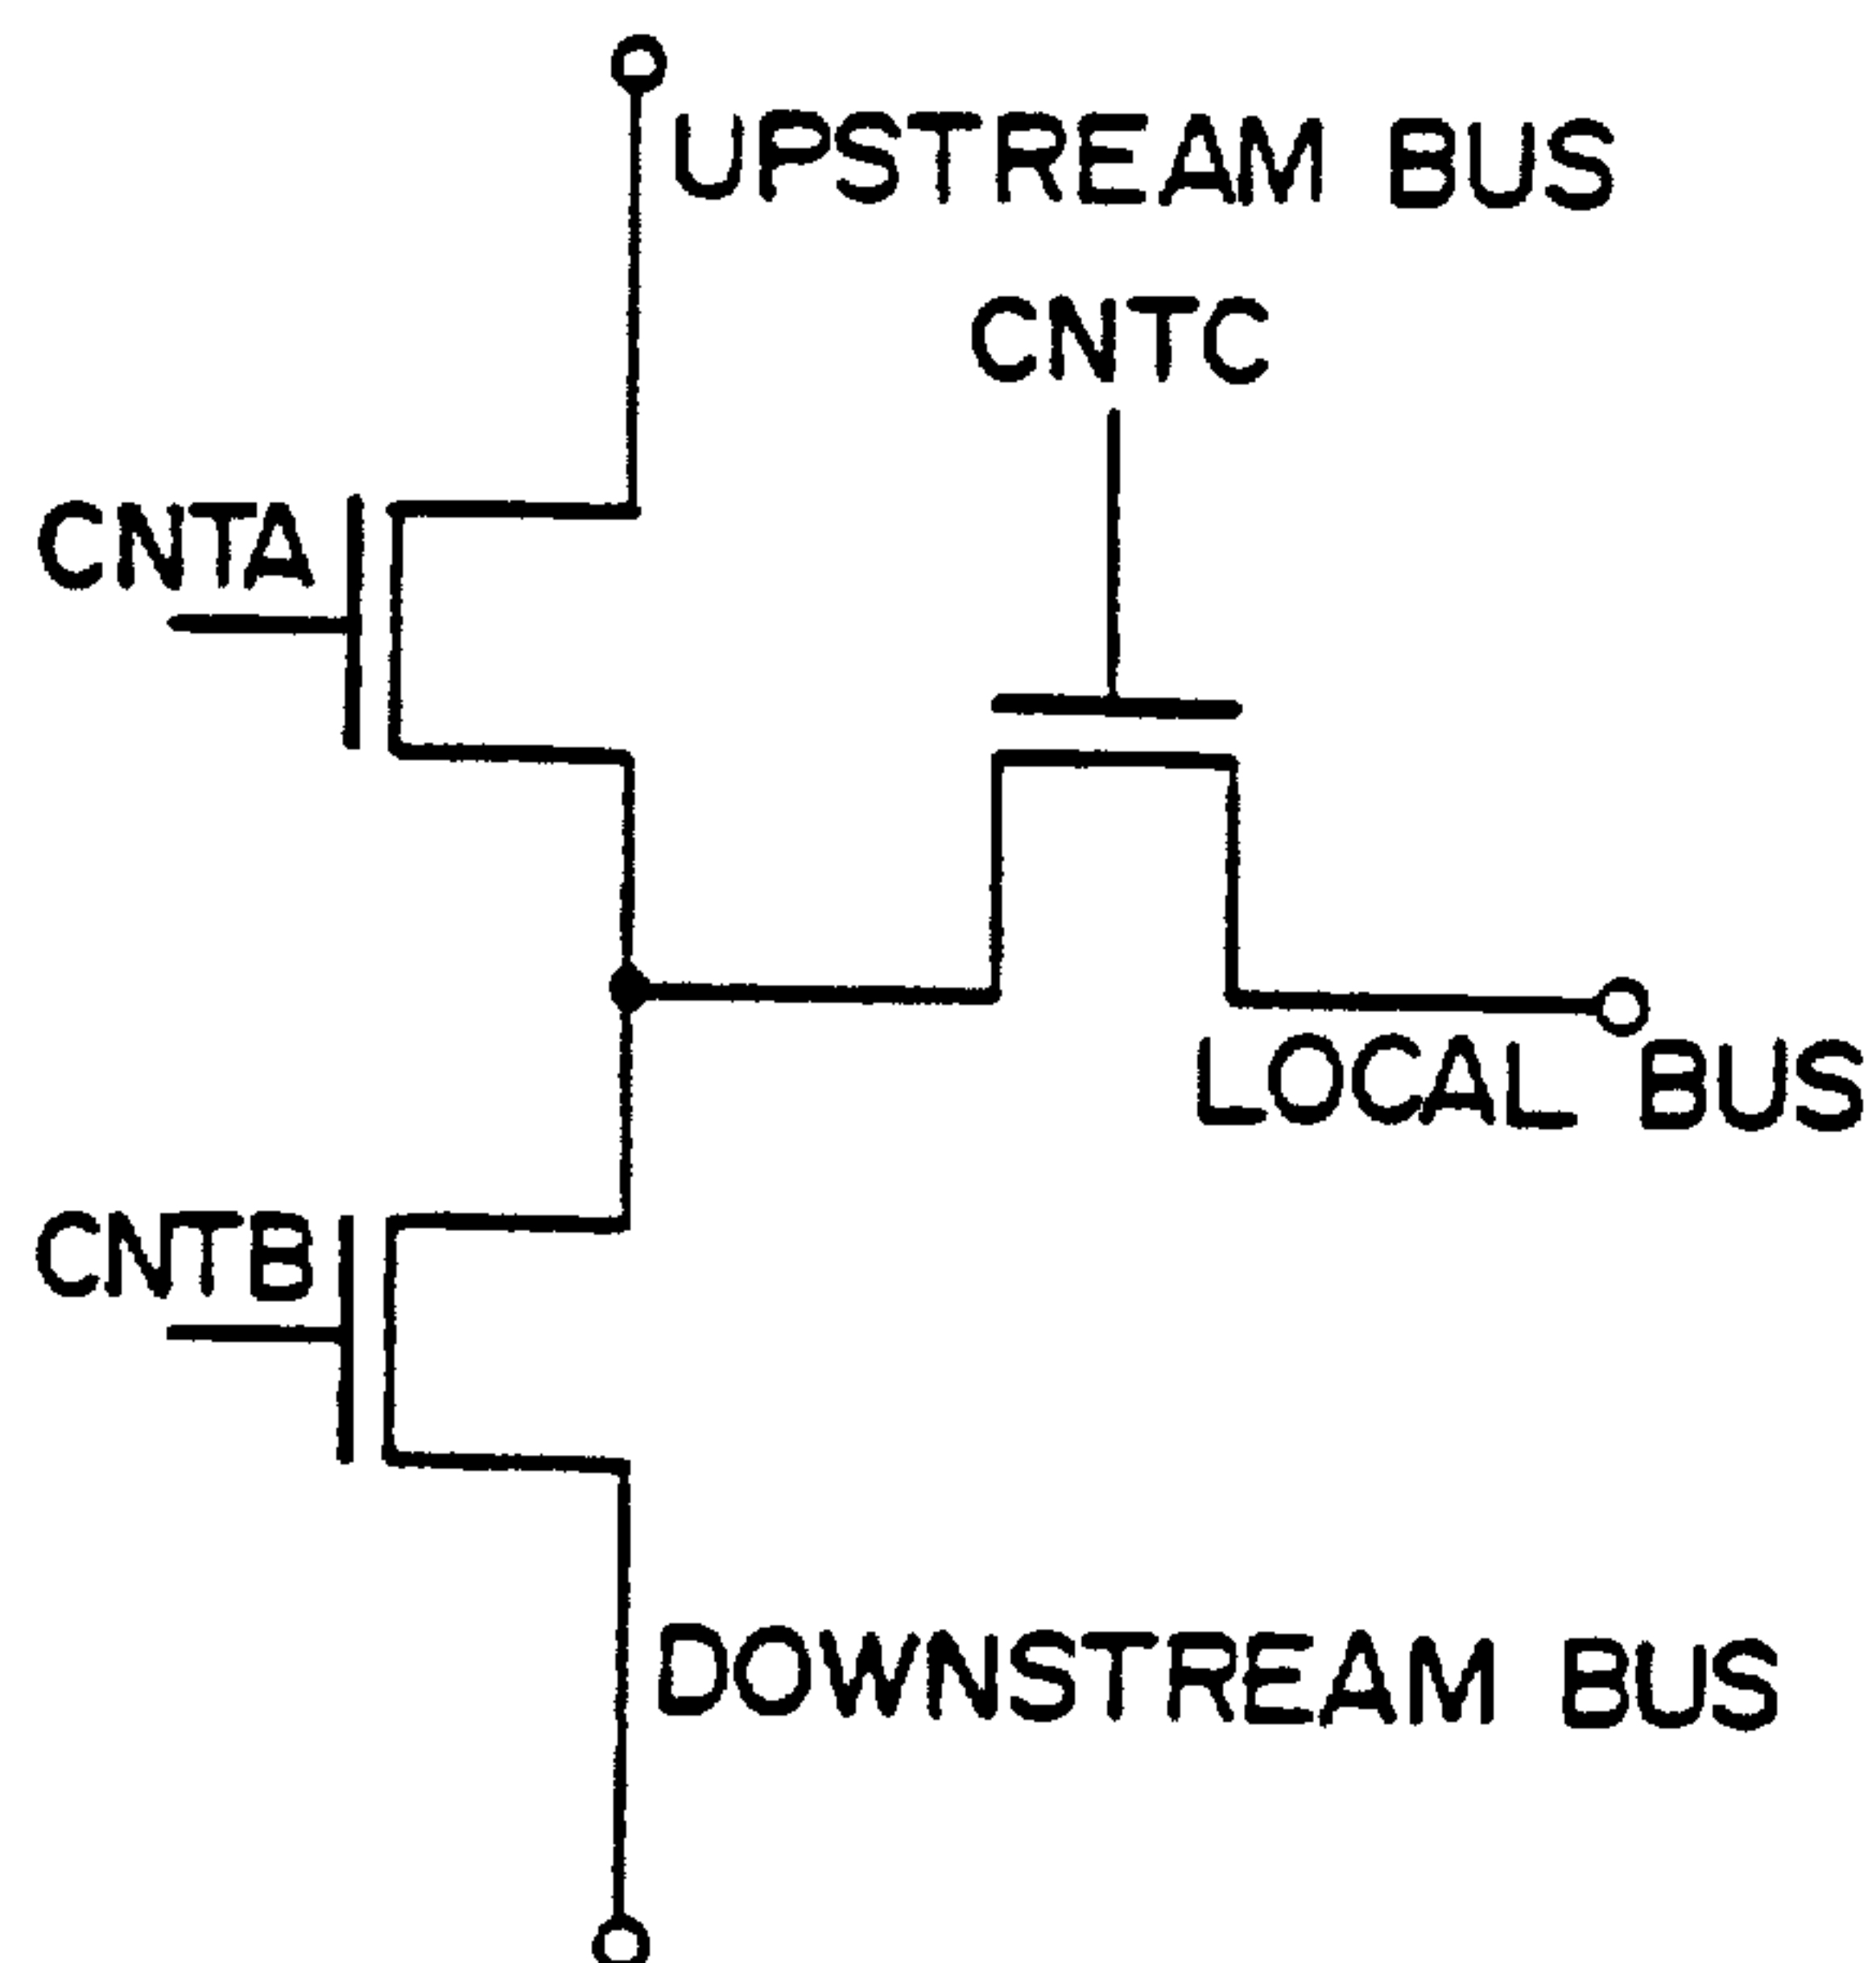 UPSTREAM BUS
CNTC
CNTA
LOCAL BUS
CNTB
DOWNSTREAM BUS